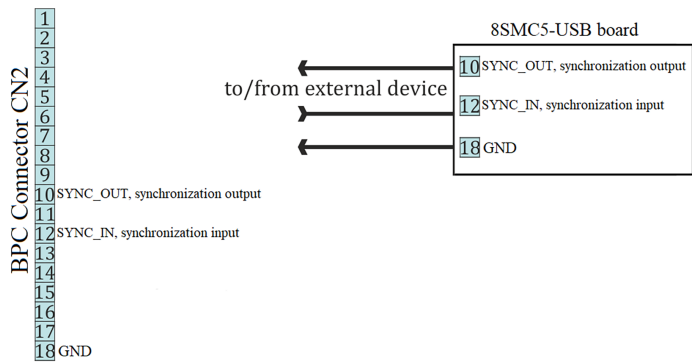 BPC Connector CN2
1
2
3
4
5
6
7
8
9
10 SYNC_OUT, synchronization output
11
12 SYNC_IN, synchronization input
13
14
15
16
17
18 GND
to/from external device
8SMC5-USB board
10 SYNC_OUT, synchronization output
12 SYNC_IN, synchronization input
18 GND